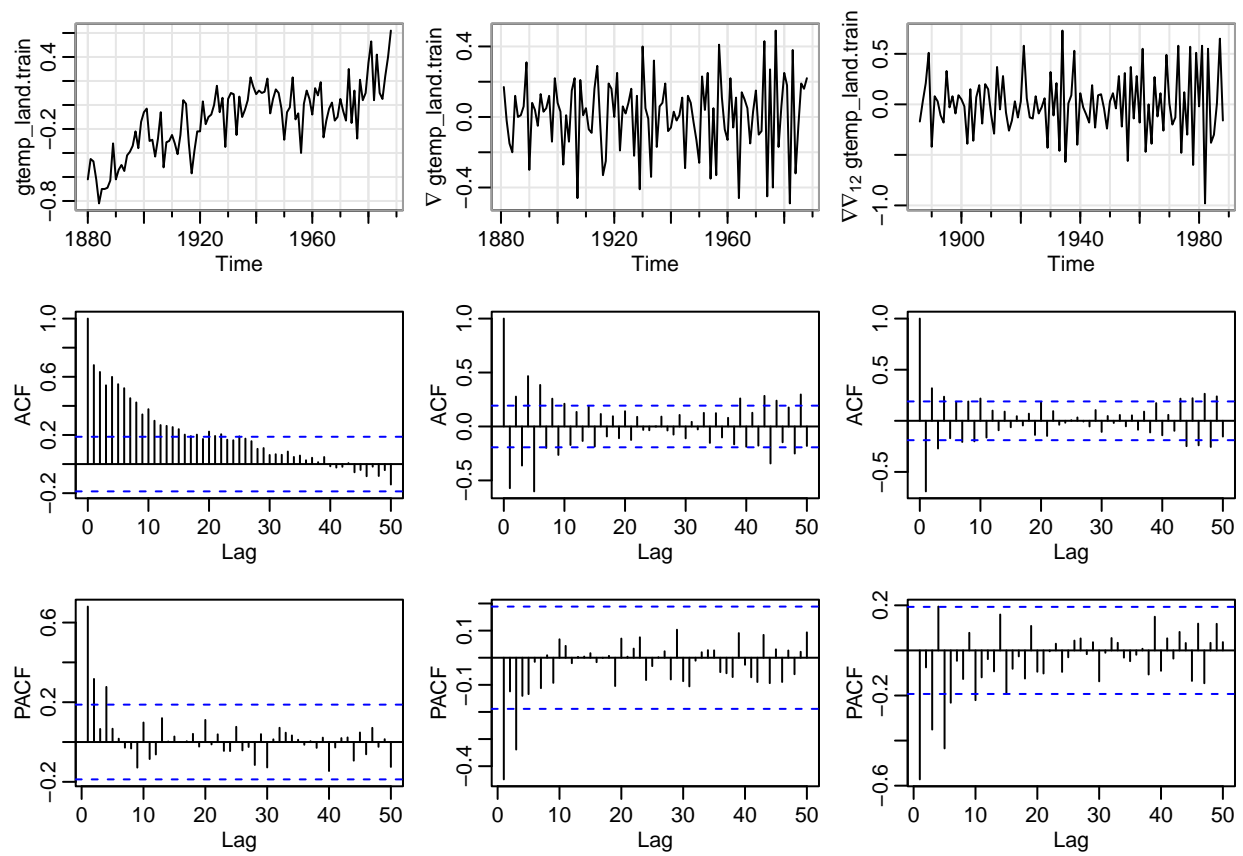 gtemp_land.train
−0.8 −0.2 0.4
1880 1920 1960
Time
∇ gtemp_land.train
−0.4 0.0 0.4
1880 1920 1960
Time
∇∇₁₂ gtemp_land.train
−1.0 0.0 0.5
1900 1940 1980
Time
ACF
−0.2 0.2 0.6 1.0
0 10 20 30 40 50
Lag
ACF
−0.5 0.0 0.5 1.0
0 10 20 30 40 50
Lag
ACF
−0.5 0.0 0.5 1.0
0 10 20 30 40 50
Lag
PACF
−0.2 0.2 0.6
0 10 20 30 40 50
Lag
PACF
−0.4 −0.1 0.1
0 10 20 30 40 50
Lag
PACF
−0.6 −0.2 0.2
0 10 20 30 40 50
Lag